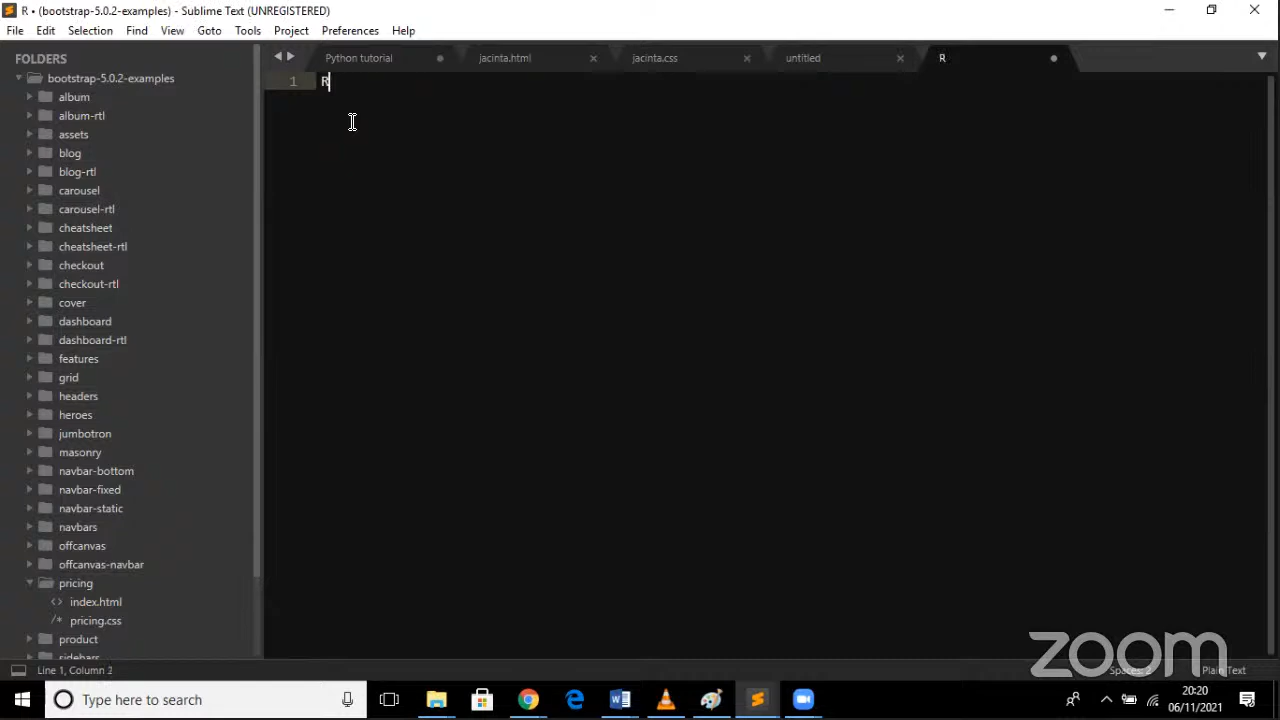 R • (bootstrap-5.0.2-examples) - Sublime Text (UNREGISTERED)
File Edit Selection Find View Goto Tools Project Preferences Help
FOLDERS
bootstrap-5.0.2-examples
album
album-rtl
assets
blog
blog-rtl
carousel
carousel-rtl
cheatsheet
cheatsheet-rtl
checkout
checkout-rtl
cover
dashboard
dashboard-rtl
features
grid
headers
heroes
jumbotron
masonry
navbar-bottom
navbar-fixed
navbar-static
navbars
offcanvas
offcanvas-navbar
pricing
<> index.html
/* pricing.css
product
sidebars
Python tutorial jacinta.html jacinta.css untitled R
1 R
zoom
Line 1, Column 2 Spaces: 2 Plain Text
Type here to search
20:20
06/11/2021